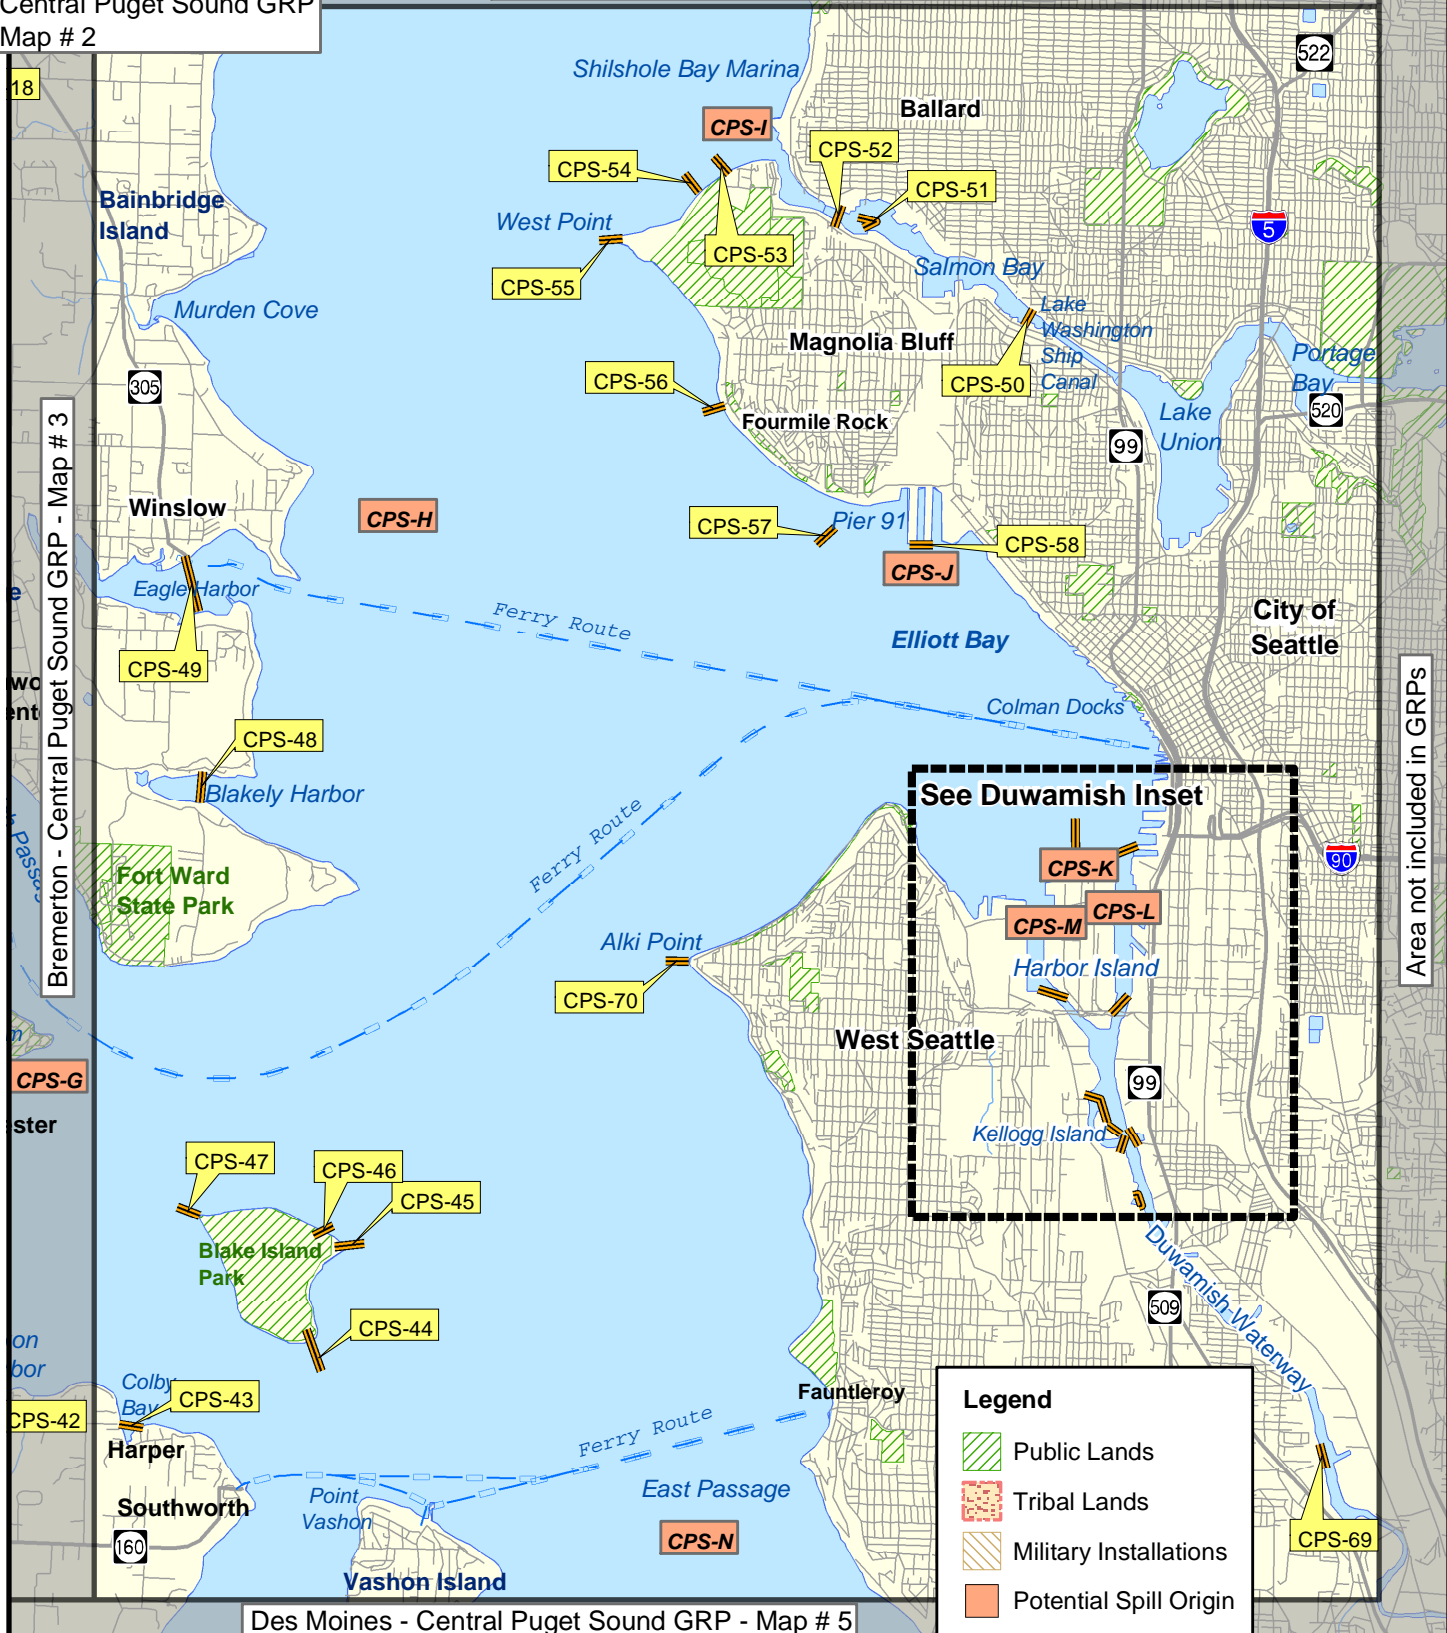 Central Puget Sound GRP
Map # 2
18
522
Shilshole Bay Marina
Ballard
CPS-I
CPS-52
CPS-54
CPS-51
Bainbridge
Island
West Point
5
CPS-53
CPS-55
Salmon Bay
Murden Cove
Lake
Washington
Ship
Canal
Magnolia Bluff
Portage
Bay
305
CPS-56
CPS-50
520
Lake
Union
Fourmile Rock
99
Bremerton - Central Puget Sound GRP - Map # 3
Winslow
CPS-H
CPS-57
Pier 91
CPS-58
CPS-J
Eagle Harbor
e
Ferry Route
City of
Seattle
Elliott Bay
CPS-49
wo
ent
Area not included in GRPs
Colman Docks
CPS-48
Blakely Harbor
See Duwamish Inset
Ferry Route
h Passa
CPS-K
90
Fort Ward
State Park
CPS-L
CPS-M
Alki Point
Harbor Island
CPS-70
West Seattle
m
CPS-G
99
ster
Kellogg Island
CPS-47
CPS-46
CPS-45
Blake Island
Park
Duwamish Waterway
509
CPS-44
on
bor
Colby
Bay
CPS-43
CPS-42
Fauntleroy
Legend
Harper
Ferry Route
Public Lands
East Passage
Point
Vashon
Southworth
Tribal Lands
CPS-N
CPS-69
160
Military Installations
Vashon Island
Potential Spill Origin
Des Moines - Central Puget Sound GRP - Map # 5